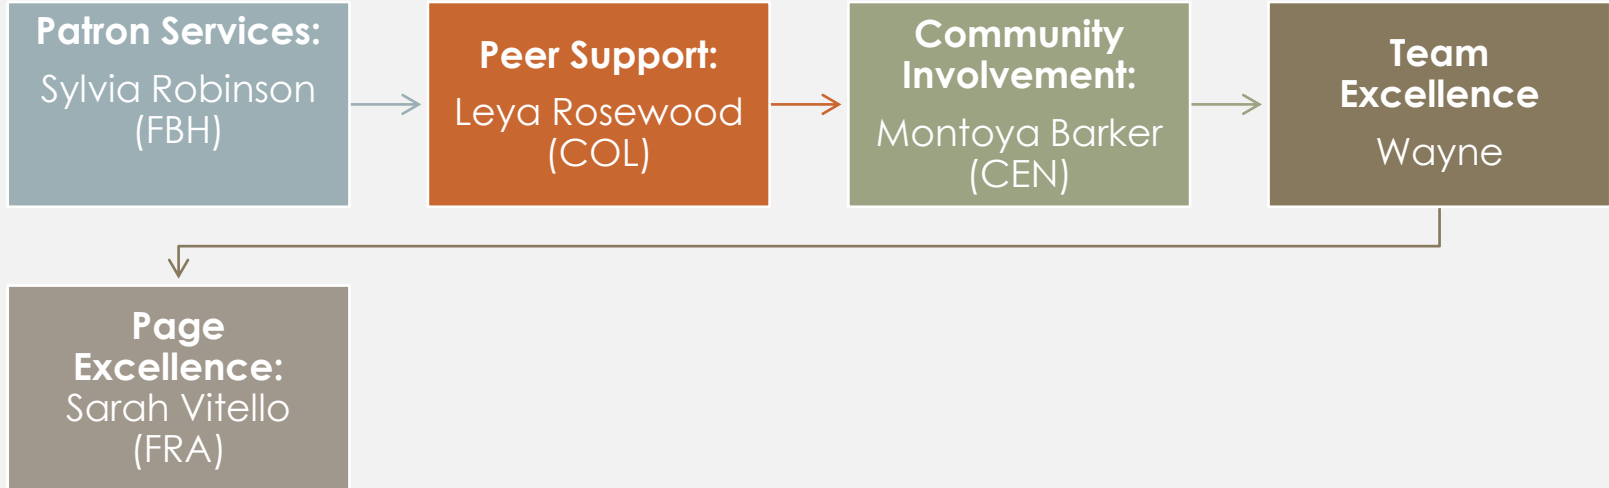 Patron Services:
Sylvia Robinson
(FBH)
Peer Support:
Leya Rosewood
(COL)
Community
Involvement:
Montoya Barker
(CEN)
Team
Excellence
Wayne
Page
Excellence:
Sarah Vitello
(FRA)